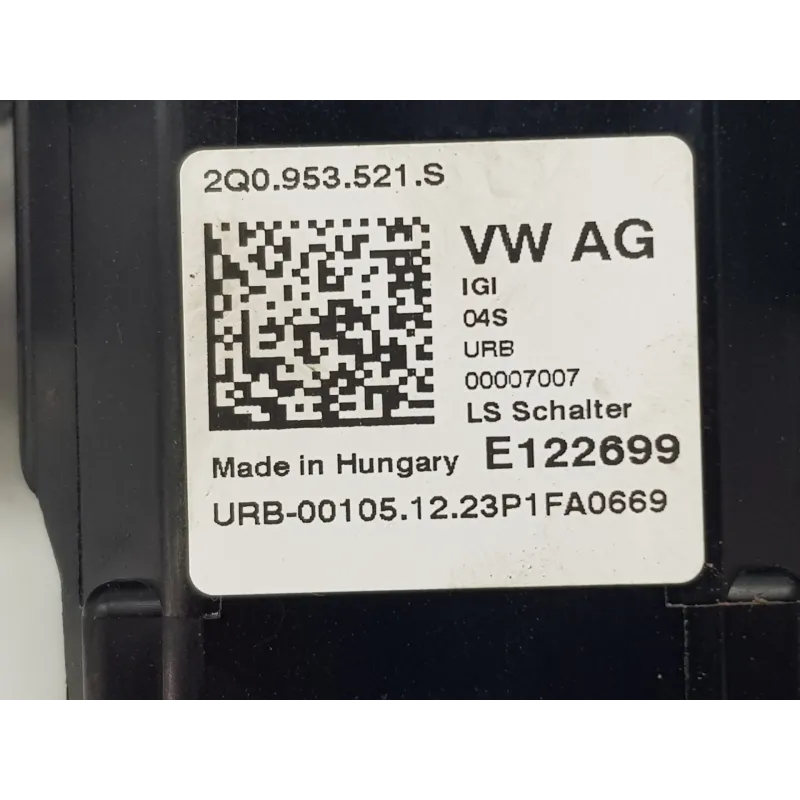 2Q0.953.521.S
VW AG
IGI
04S
URB
00007007
LS Schalter
Made in Hungary E122699
URB-00105.12.23P1FA0669